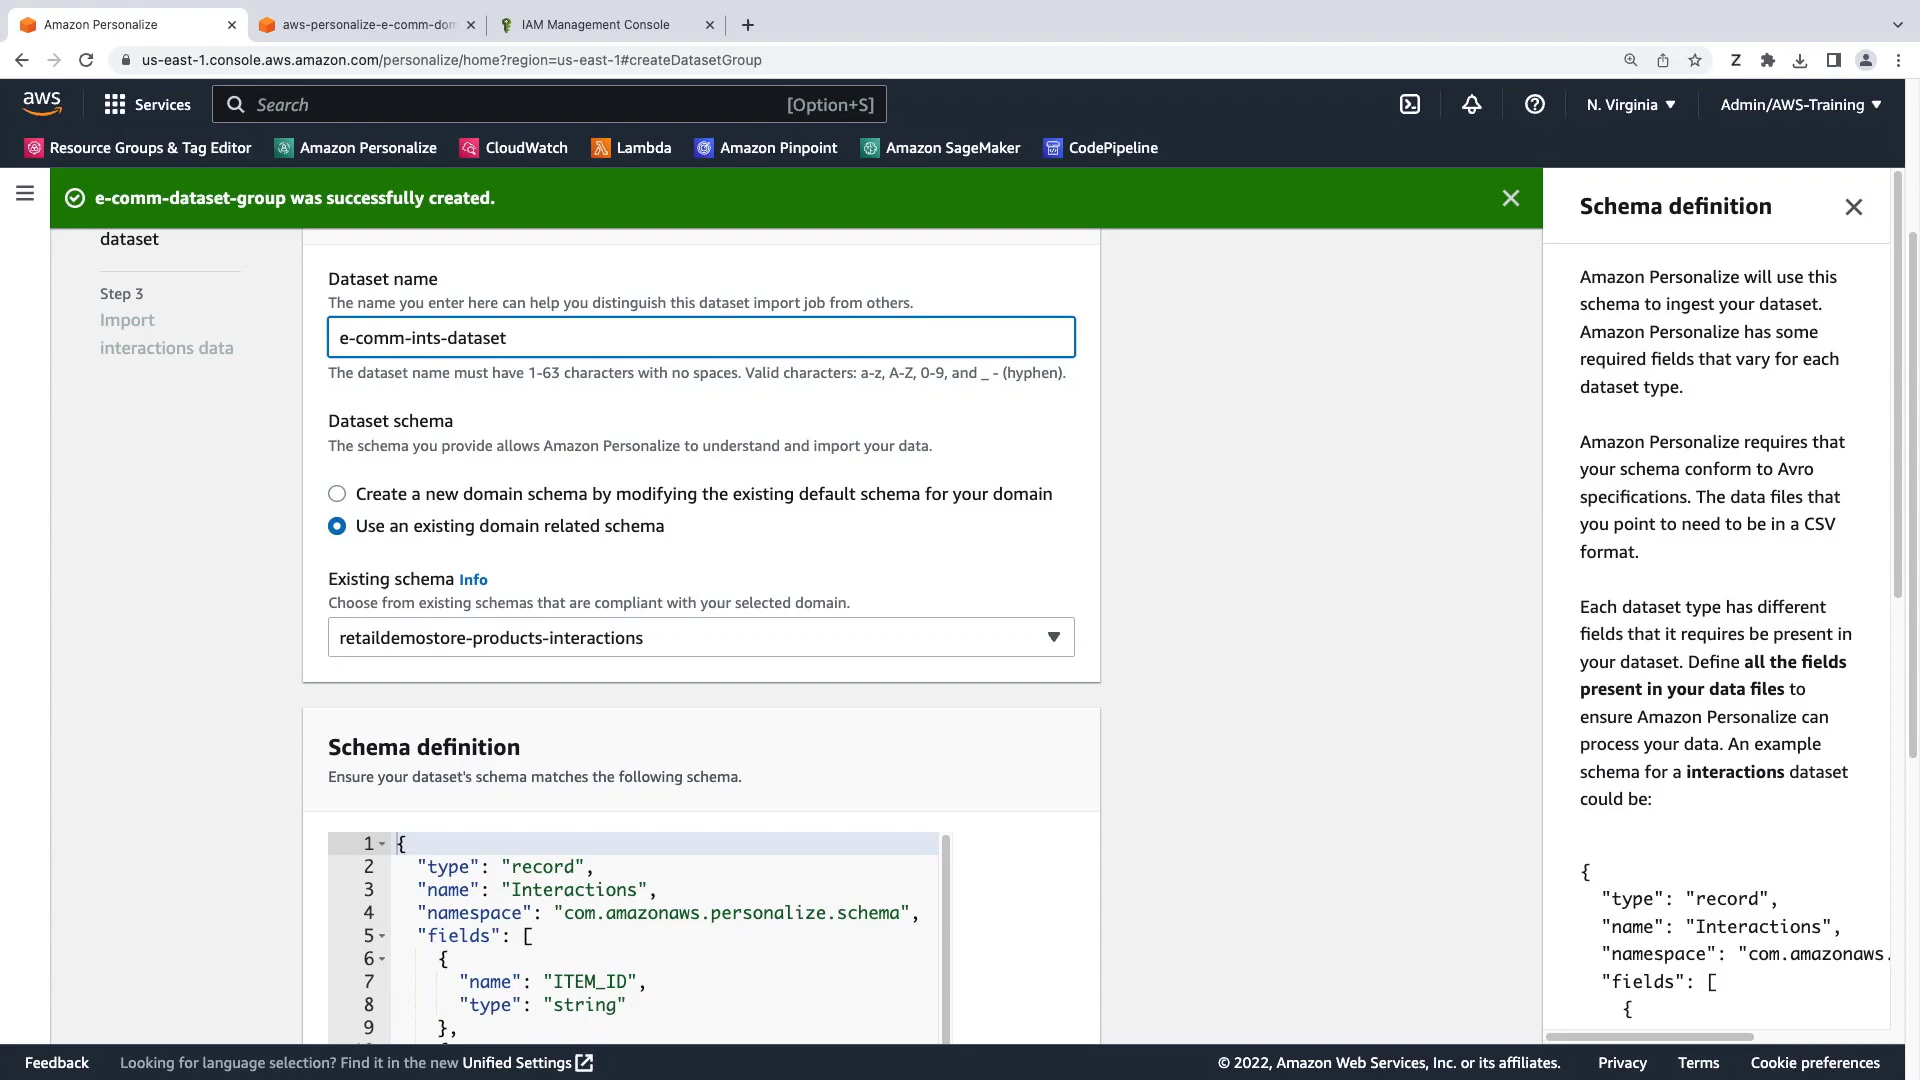 Amazon Personalize
aws-personalize-e-comm-dom
IAM Management Console
us-east-1.console.aws.amazon.com/personalize/home?region=us-east-1#createDatasetGroup
Z
aws
Services
Search
[Option+S]
N. Virginia
Admin/AWS-Training
Resource Groups & Tag Editor
Amazon Personalize
CloudWatch
Lambda
Amazon Pinpoint
Amazon SageMaker
CodePipeline
e-comm-dataset-group was successfully created.
dataset
Step 3
Import
interactions data
Dataset name
The name you enter here can help you distinguish this dataset import job from others.
e-comm-ints-dataset
The dataset name must have 1-63 characters with no spaces. Valid characters: a-z, A-Z, 0-9, and _ - (hyphen).
Dataset schema
The schema you provide allows Amazon Personalize to understand and import your data.
Create a new domain schema by modifying the existing default schema for your domain
Use an existing domain related schema
Existing schema Info
Choose from existing schemas that are compliant with your selected domain.
retaildemostore-products-interactions
Schema definition
Ensure your dataset's schema matches the following schema.
1 {
2 "type": "record",
3 "name": "Interactions",
4 "namespace": "com.amazonaws.personalize.schema",
5 "fields": [
6 {
7 "name": "ITEM_ID",
8 "type": "string"
9 },
Schema definition
Amazon Personalize will use this
schema to ingest your dataset.
Amazon Personalize has some
required fields that vary for each
dataset type.
Amazon Personalize requires that
your schema conform to Avro
specifications. The data files that
you point to need to be in a CSV
format.
Each dataset type has different
fields that it requires be present in
your dataset. Define all the fields
present in your data files to
ensure Amazon Personalize can
process your data. An example
schema for a interactions dataset
could be:
{
"type": "record",
"name": "Interactions",
"namespace": "com.amazonaws.
"fields": [
{
Feedback
Looking for language selection? Find it in the new Unified Settings
© 2022, Amazon Web Services, Inc. or its affiliates.
Privacy
Terms
Cookie preferences